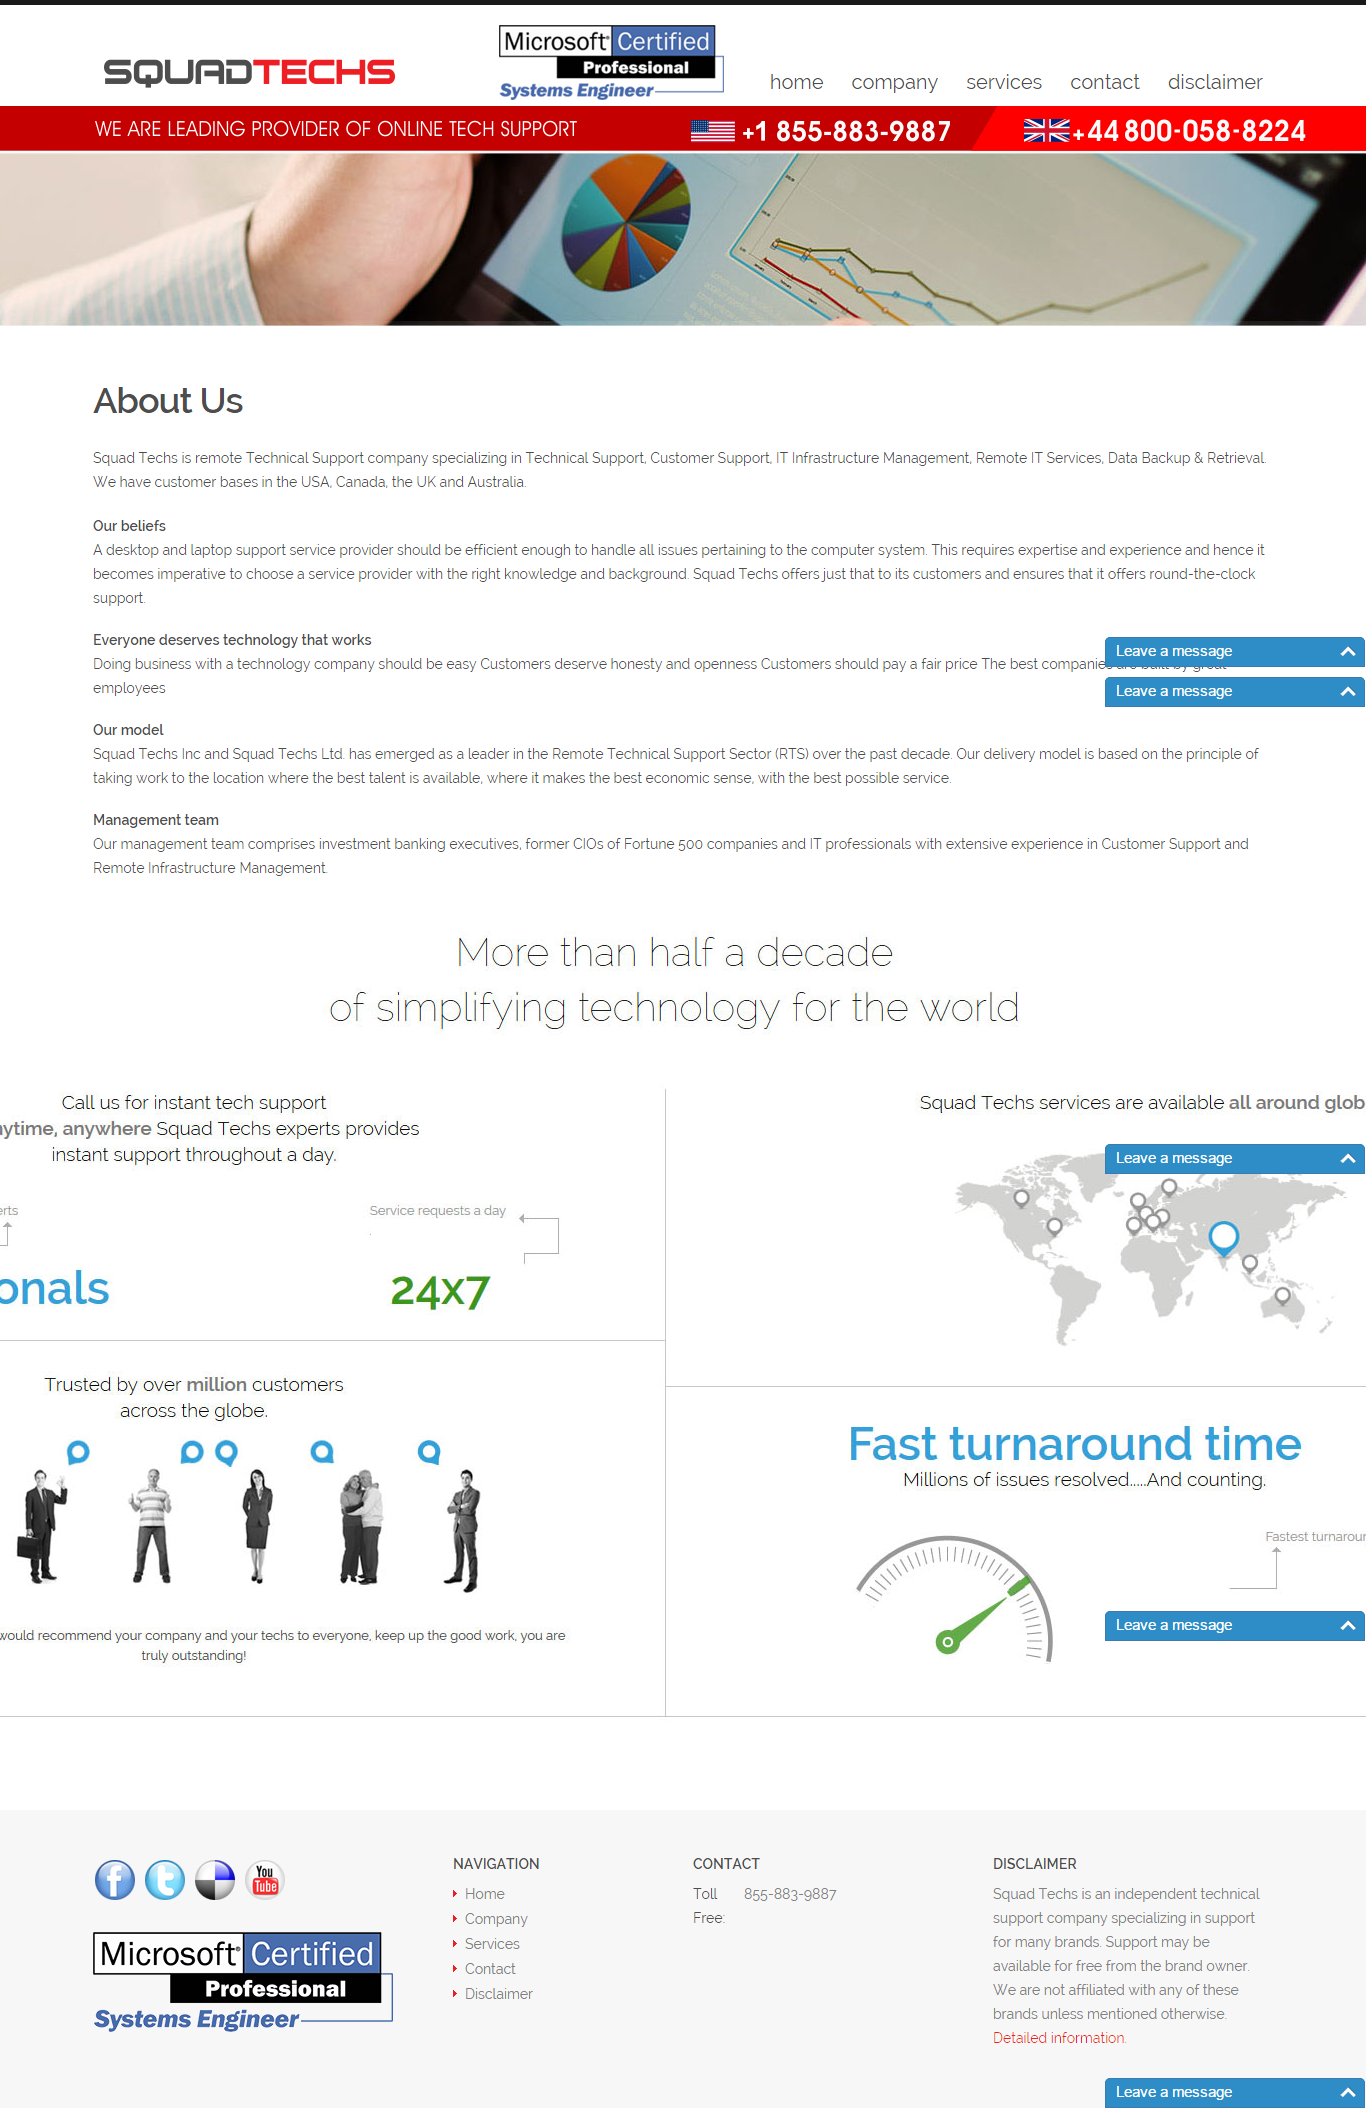 SQUADTECHS
Microsoft Certified
Professional
Systems Engineer
home company services contact disclaimer
WE ARE LEADING PROVIDER OF ONLINE TECH SUPPORT
+1 855-883-9887
+44 800-058-8224
About Us
Squad Techs is remote Technical Support company specializing in Technical Support, Customer Support, IT Infrastructure Management, Remote IT Services, Data Backup & Retrieval.
We have customer bases in the USA, Canada, the UK and Australia.
Our beliefs
A desktop and laptop support service provider should be efficient enough to handle all issues pertaining to the computer system. This requires expertise and experience and hence it
becomes imperative to choose a service provider with the right knowledge and background. Squad Techs offers just that to its customers and ensures that it offers round-the-clock
support.
Everyone deserves technology that works
Leave a message
Doing business with a technology company should be easy Customers deserve honesty and openness Customers should pay a fair price The best companies are built by great
employees
Leave a message
Our model
Squad Techs Inc and Squad Techs Ltd. has emerged as a leader in the Remote Technical Support Sector (RTS) over the past decade. Our delivery model is based on the principle of
taking work to the location where the best talent is available, where it makes the best economic sense, with the best possible service.
Management team
Our management team comprises investment banking executives, former CIOs of Fortune 500 companies and IT professionals with extensive experience in Customer Support and
Remote Infrastructure Management.
More than half a decade
of simplifying technology for the world
Call us for instant tech support
nytime, anywhere Squad Techs experts provides
instant support throughout a day.
erts
Service requests a day
onals
24x7
Squad Techs services are available all around glob
Leave a message
Trusted by over million customers
across the globe.
would recommend your company and your techs to everyone, keep up the good work, you are
truly outstanding!
Fast turnaround time
Millions of issues resolved.....And counting.
Fastest turnarour
Leave a message
You
Tube
Microsoft Certified
Professional
Systems Engineer
NAVIGATION
Home
Company
Services
Contact
Disclaimer
CONTACT
Toll 855-883-9887
Free:
DISCLAIMER
Squad Techs is an independent technical
support company specializing in support
for many brands. Support may be
available for free from the brand owner.
We are not affiliated with any of these
brands unless mentioned otherwise.
Detailed information.
Leave a message